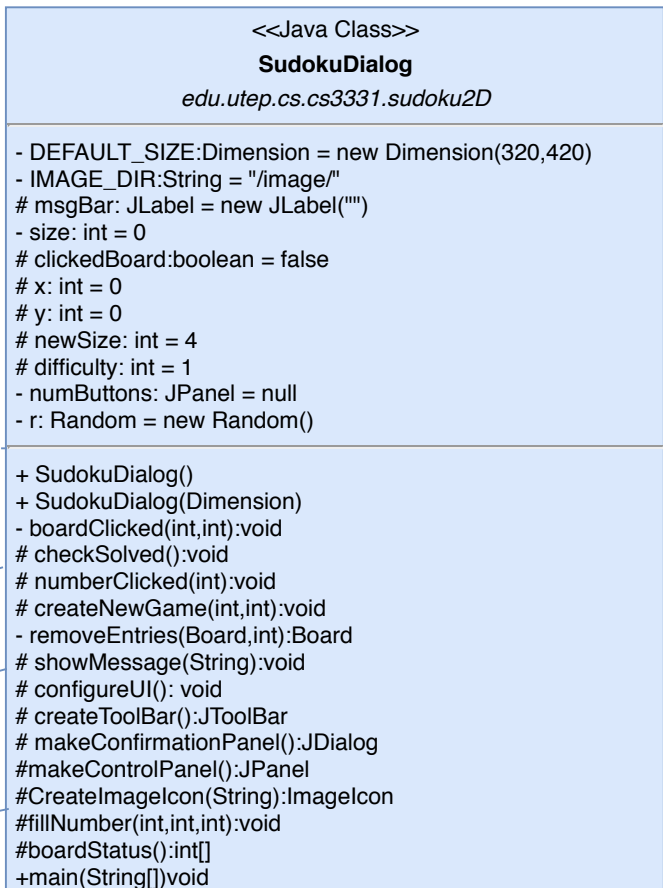 <<Java Class>>
SudokuDialog
edu.utep.cs.cs3331.sudoku2D
- DEFAULT_SIZE:Dimension = new Dimension(320,420)
- IMAGE_DIR:String = "/image/"
# msgBar: JLabel = new JLabel("")
- size: int = 0
# clickedBoard:boolean = false
# x: int = 0
# y: int = 0
# newSize: int = 4
# difficulty: int = 1
- numButtons: JPanel = null
- r: Random = new Random()
+ SudokuDialog()
+ SudokuDialog(Dimension)
- boardClicked(int,int):void
# checkSolved():void
# numberClicked(int):void
# createNewGame(int,int):void
- removeEntries(Board,int):Board
# showMessage(String):void
# configureUI(): void
# createToolBar():JToolBar
# makeConfirmationPanel():JDialog
#makeControlPanel():JPanel
#CreateImageIcon(String):ImageIcon
#fillNumber(int,int,int):void
#boardStatus():int[]
+main(String[])void